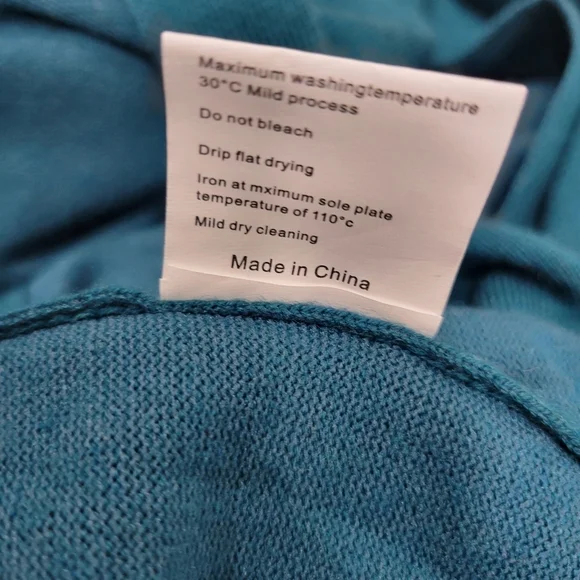 Maximum washingtemperature
30°C Mild process
Do not bleach
Drip flat drying
Iron at mximum sole plate
temperature of 110°c
Mild dry cleaning
Made in China